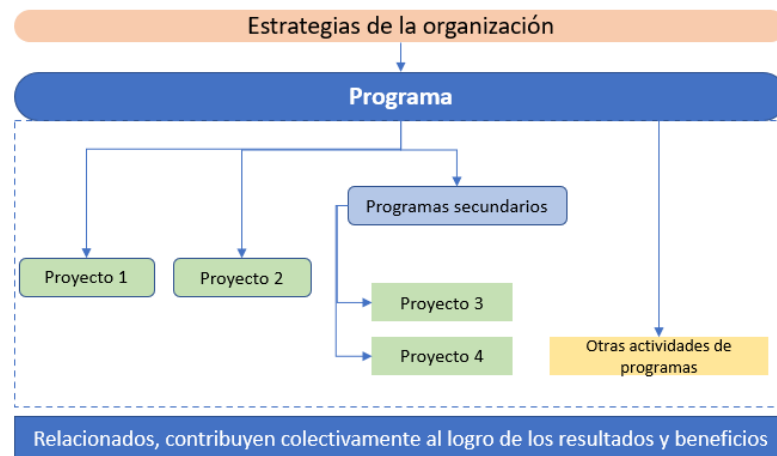 Estrategias de la organización
Programa
Programas secundarios
Proyecto 1
Proyecto 2
Proyecto 3
Proyecto 4
Otras actividades de
programas
Relacionados, contribuyen colectivamente al logro de los resultados y beneficios